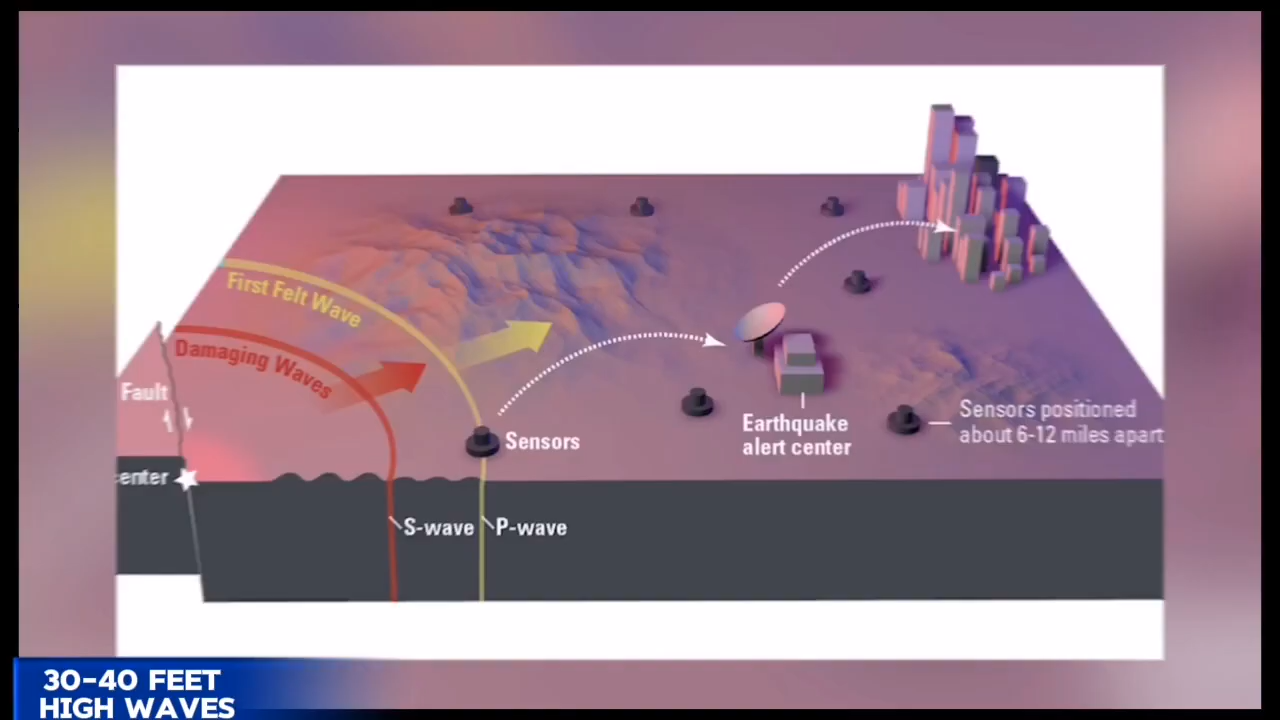 First Felt Wave
Damaging Waves
Fault
Sensors
Earthquake
alert center
Sensors positioned
about 6-12 miles apart
enter
S-wave
P-wave
30-40 FEET
HIGH WAVES